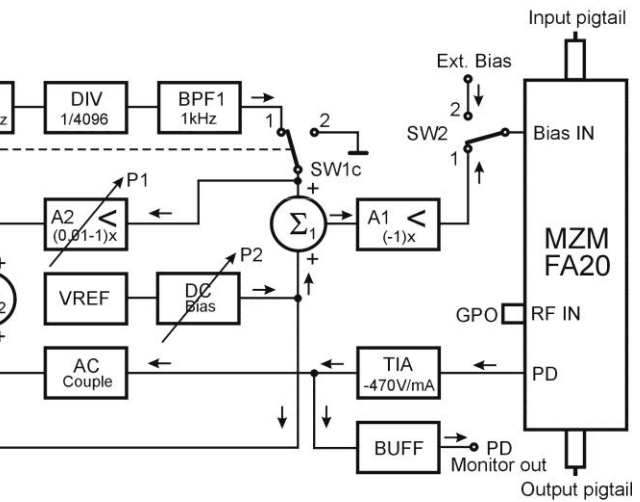 Input pigtail
Ext. Bias
z
DIV
1/4096
BPF1
1kHz
1
2
SW1c
2
SW2
1
Bias IN
P1
A2 <
(0,01-1)x
+
Σ1
+
A1 <
(-1)x
MZM
FA20
P2
+
2
+
VREF
DC
Bias
GPO
RF IN
AC
Couple
TIA
-470V/mA
PD
BUFF
PD
Monitor out
Output pigtail